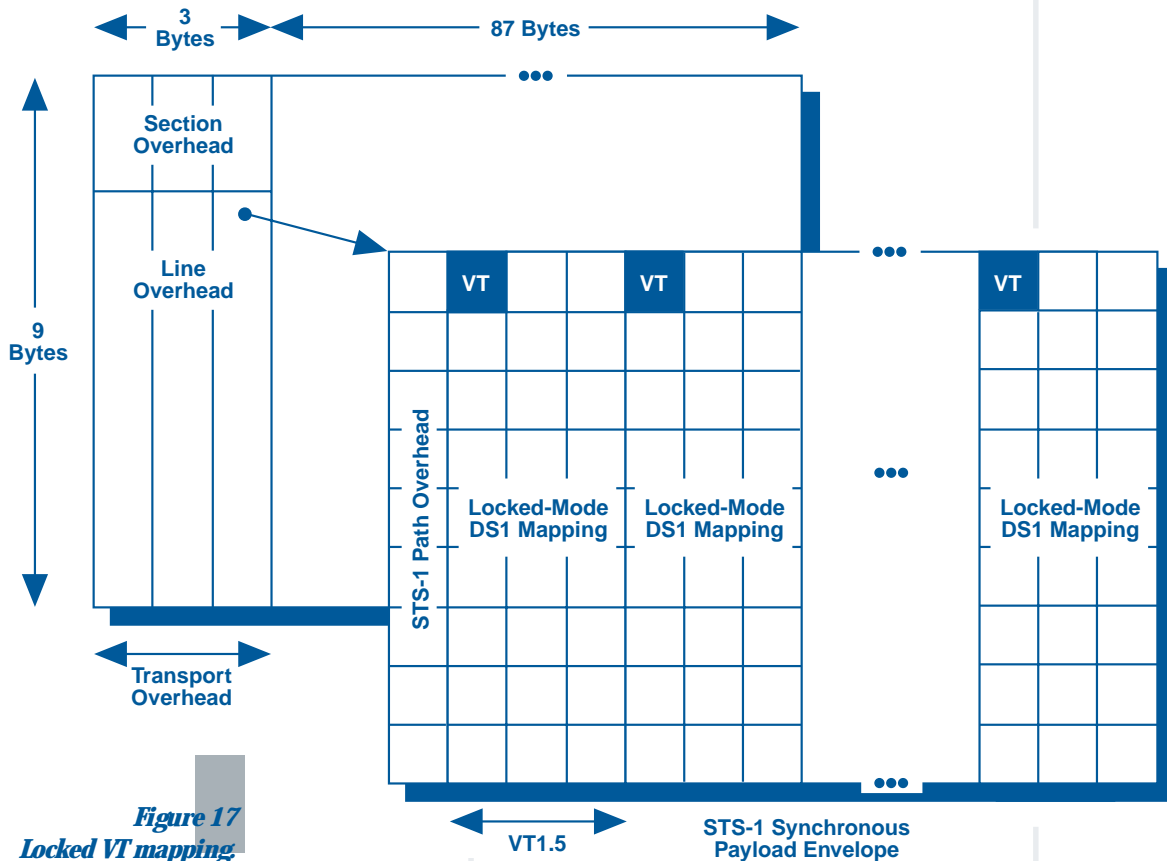 3
Bytes
87 Bytes
Section
Overhead
Line
Overhead
9
Bytes
VT
VT
VT
STS-1 Path Overhead
Locked-Mode
DS1 Mapping
Locked-Mode
DS1 Mapping
Locked-Mode
DS1 Mapping
Transport
Overhead
VT1.5
STS-1 Synchronous
Payload Envelope
Figure 17
Locked VT mapping.